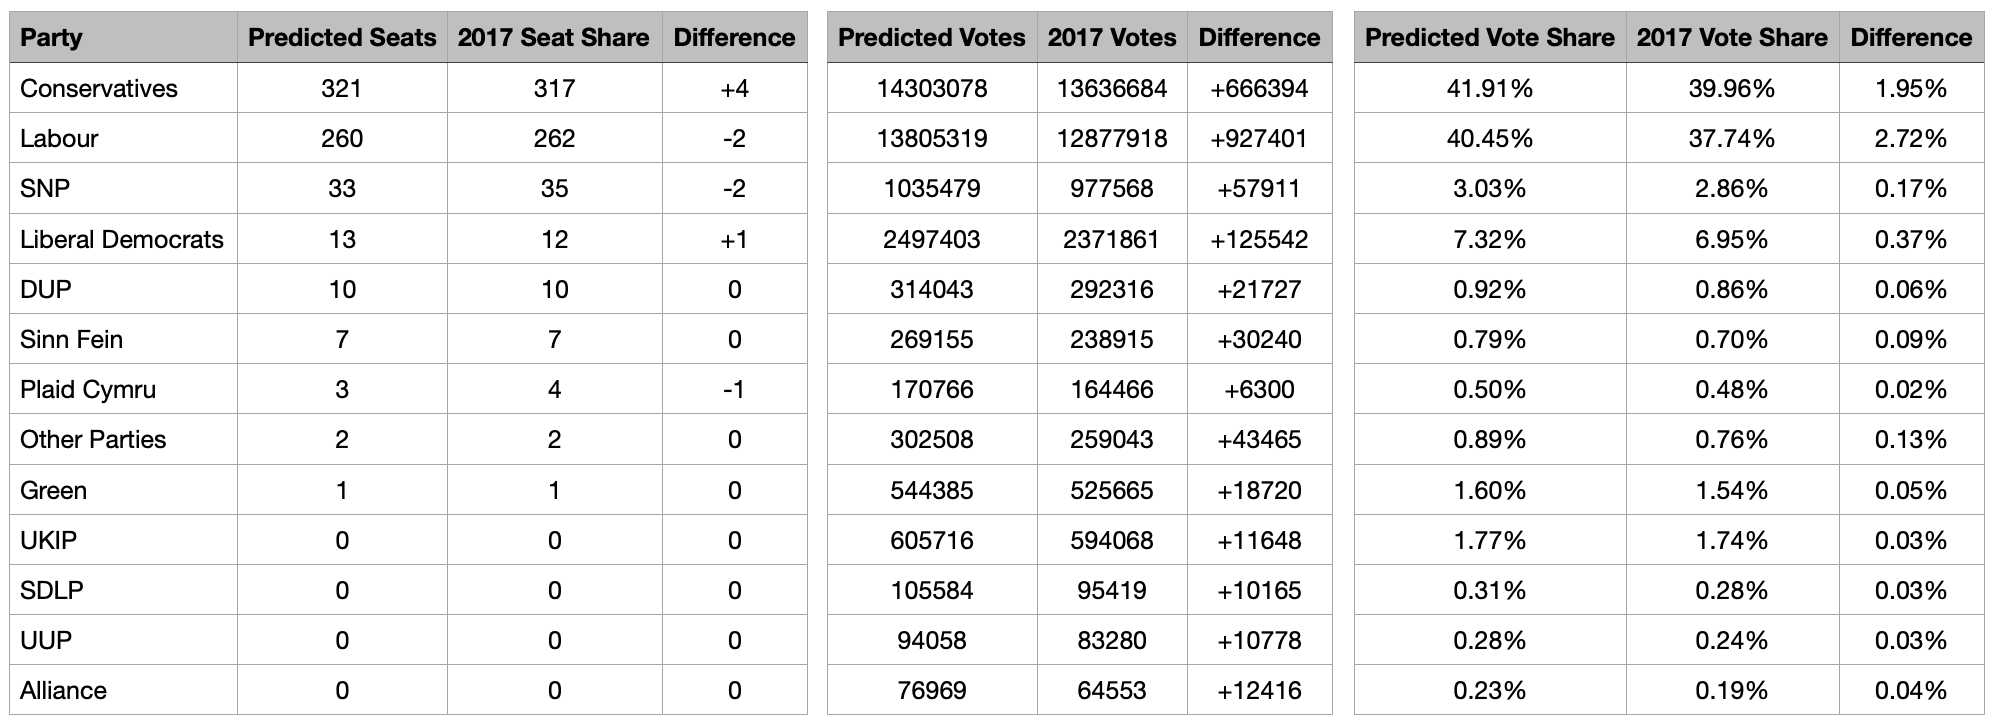 Party Predicted Seats 2017 Seat Share Difference Predicted Votes 2017 Votes Difference Predicted Vote Share 2017 Vote Share Difference
Conservatives 321 317 +4 14303078 13636684 +666394 41.91% 39.96% 1.95%
Labour 260 262 -2 13805319 12877918 +927401 40.45% 37.74% 2.72%
SNP 33 35 -2 1035479 977568 +57911 3.03% 2.86% 0.17%
Liberal Democrats 13 12 +1 2497403 2371861 +125542 7.32% 6.95% 0.37%
DUP 10 10 0 314043 292316 +21727 0.92% 0.86% 0.06%
Sinn Fein 7 7 0 269155 238915 +30240 0.79% 0.70% 0.09%
Plaid Cymru 3 4 -1 170766 164466 +6300 0.50% 0.48% 0.02%
Other Parties 2 2 0 302508 259043 +43465 0.89% 0.76% 0.13%
Green 1 1 0 544385 525665 +18720 1.60% 1.54% 0.05%
UKIP 0 0 0 605716 594068 +11648 1.77% 1.74% 0.03%
SDLP 0 0 0 105584 95419 +10165 0.31% 0.28% 0.03%
UUP 0 0 0 94058 83280 +10778 0.28% 0.24% 0.03%
Alliance 0 0 0 76969 64553 +12416 0.23% 0.19% 0.04%